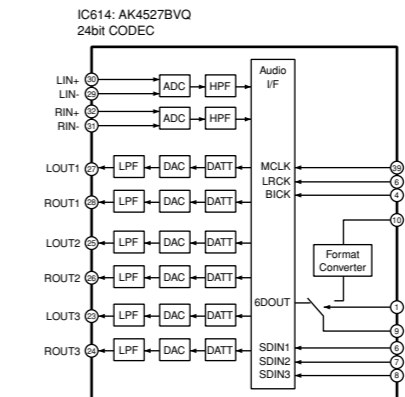 IC614: AK4527BVQ
24bit CODEC
LIN+ 30 ADC HPF Audio I/F
LIN- 29
RIN+ 32 ADC HPF
RIN- 31
LOUT1 27 LPF DAC DATT MCLK 39
LRCK 6
ROUT1 28 LPF DAC DATT BICK 4
10
LOUT2 25 LPF DAC DATT
Format
Converter
ROUT2 26 LPF DAC DATT
6DOUT 1
LOUT3 23 LPF DAC DATT
9
ROUT3 24 LPF DAC DATT SDIN1 6
SDIN2 7
SDIN3 8